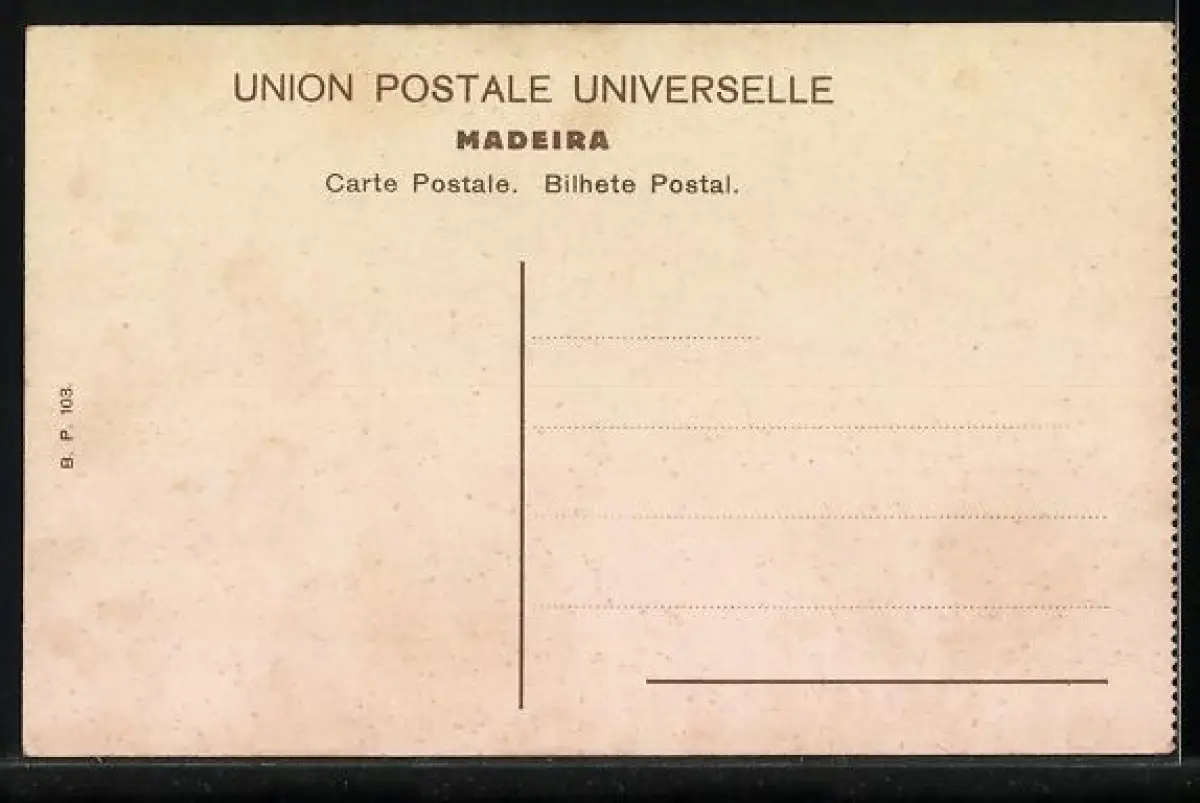 UNION POSTALE UNIVERSELLE
MADEIRA
Carte Postale. Bilhete Postal.
B. P. 103.